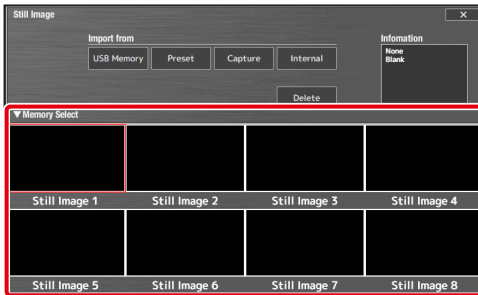 Still Image
Import from
Infomation
USB Memory Preset Capture Internal
None
Blank
Delete
▼Memory Select
Still Image 1 Still Image 2 Still Image 3 Still Image 4
Still Image 5 Still Image 6 Still Image 7 Still Image 8